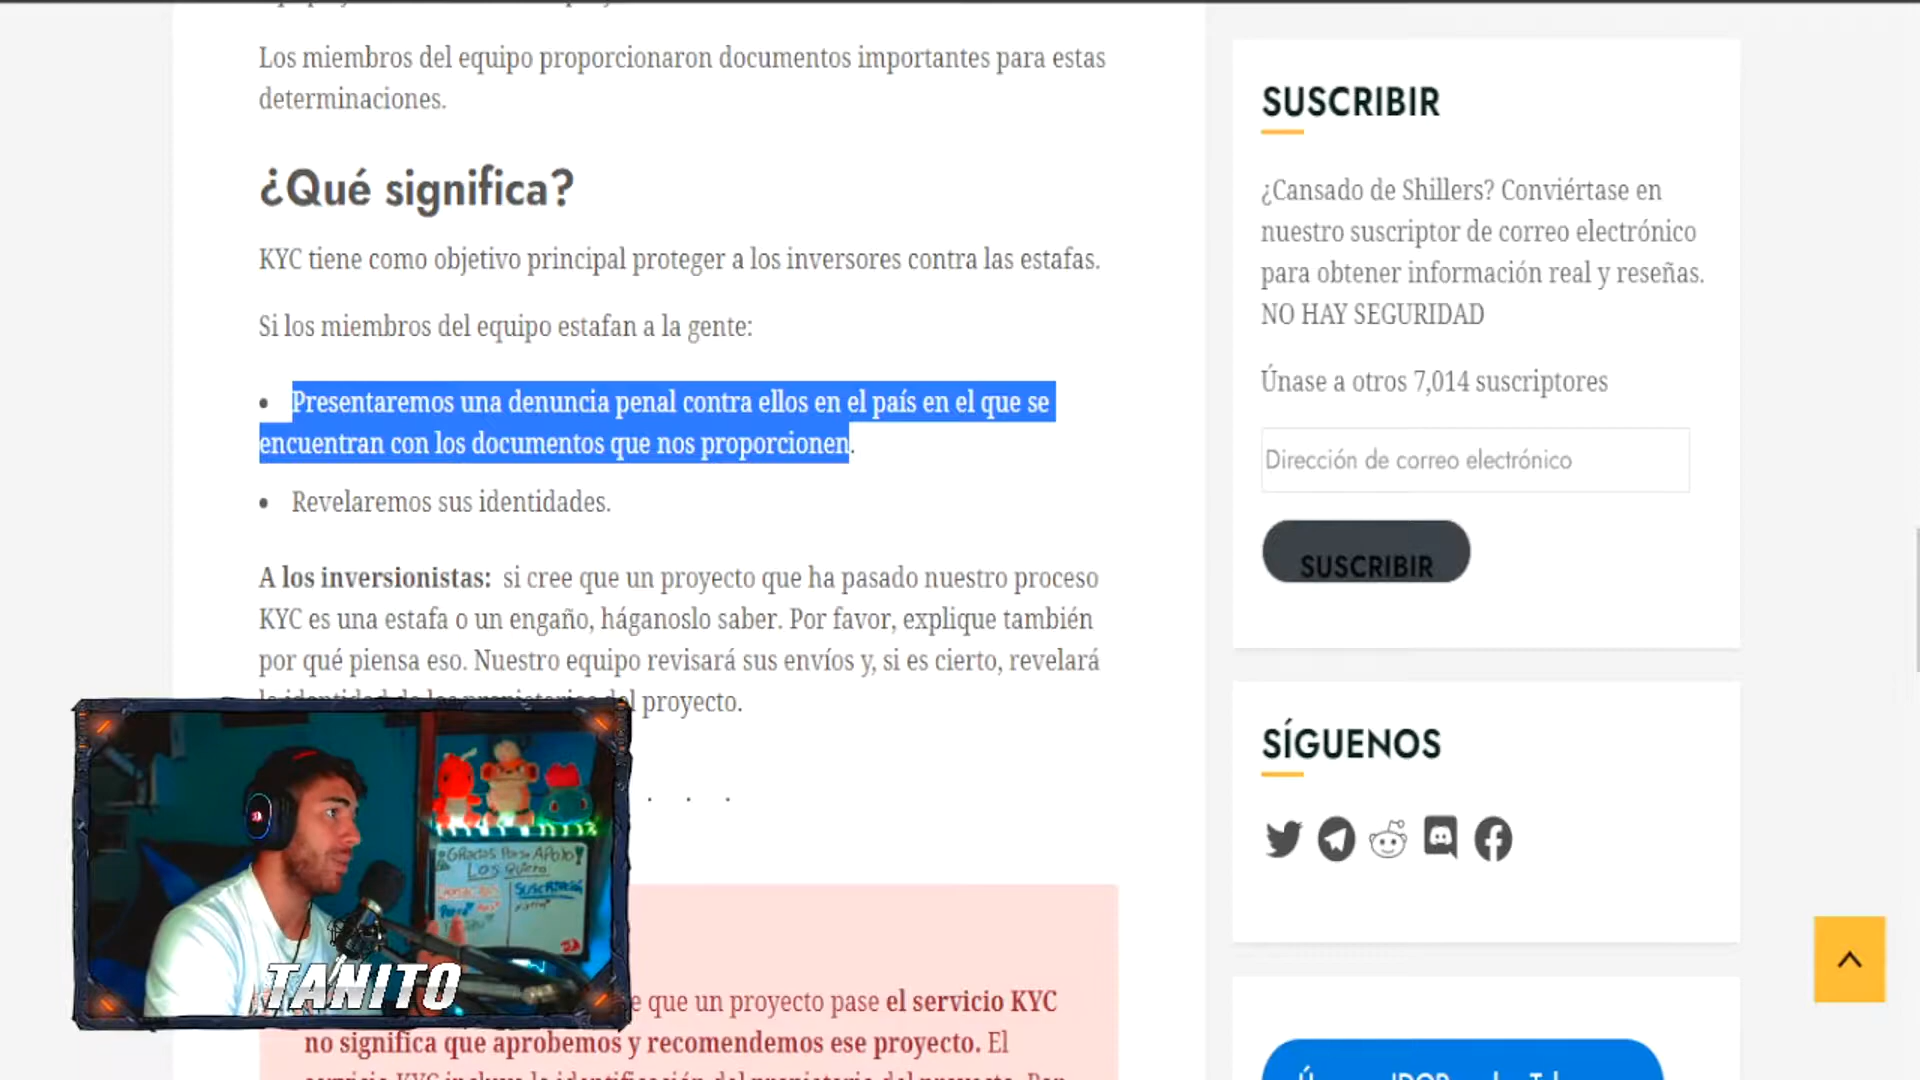 Los miembros del equipo proporcionaron documentos importantes para estas
determinaciones.
¿Qué significa?
KYC tiene como objetivo principal proteger a los inversores contra las estafas.
Si los miembros del equipo estafan a la gente:
• Presentaremos una denuncia penal contra ellos en el país en el que se
encuentran con los documentos que nos proporcionen.
• Revelaremos sus identidades.
A los inversionistas: si cree que un proyecto que ha pasado nuestro proceso
KYC es una estafa o un engaño, háganoslo saber. Por favor, explique también
por qué piensa eso. Nuestro equipo revisará sus envíos y, si es cierto, revelará
proyecto.
. . .
que un proyecto pase el servicio KYC
no significa que aprobemos y recomendemos ese proyecto. El
GRacias Por Su APOYO
Los Quiero
SUSCRIPCIÓN
TANITO
SUSCRIBIR
¿Cansado de Shillers? Conviértase en
nuestro suscriptor de correo electrónico
para obtener información real y reseñas.
NO HAY SEGURIDAD
Únase a otros 7,014 suscriptores
Dirección de correo electrónico
SUSCRIBIR
SÍGUENOS